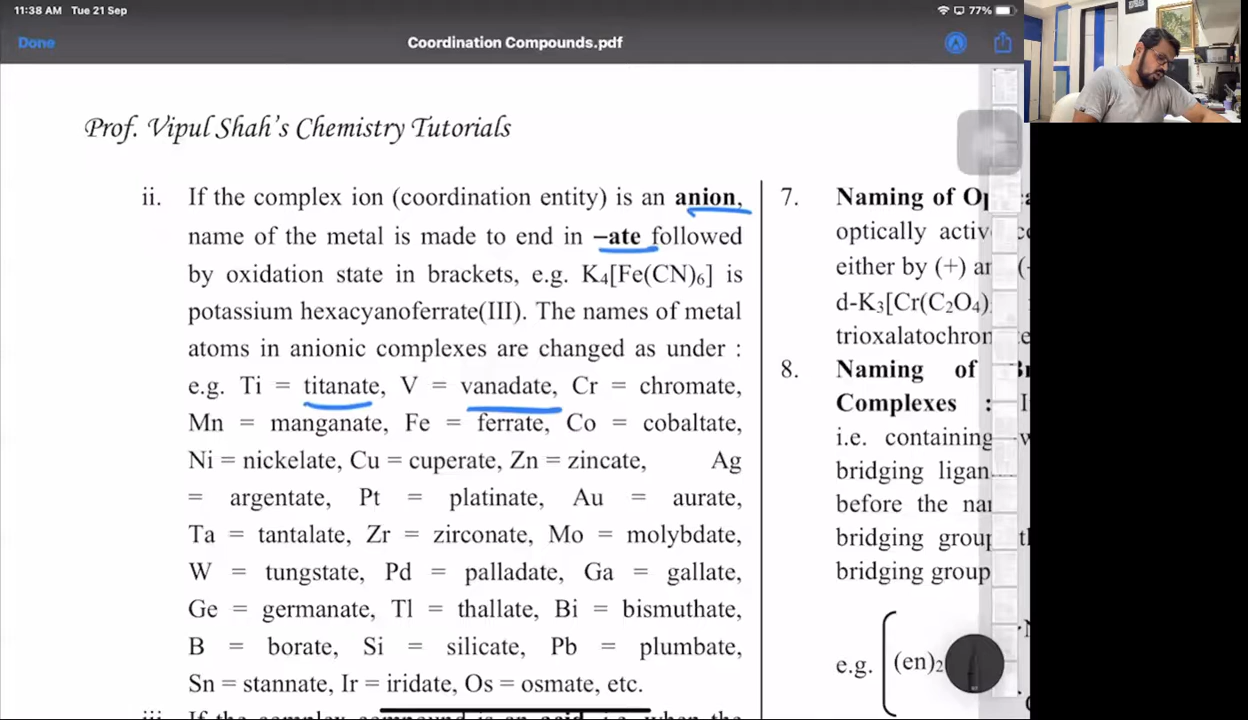 11:38 AM Tue 21 Sep
77%
Done
Coordination Compounds.pdf
Prof. Vipul Shah's Chemistry Tutorials
ii. If the complex ion (coordination entity) is an anion,
name of the metal is made to end in –ate followed
by oxidation state in brackets, e.g. K₄[Fe(CN)₆] is
potassium hexacyanoferrate(III). The names of metal
atoms in anionic complexes are changed as under :
e.g. Ti = titanate, V = vanadate, Cr = chromate,
Mn = manganate, Fe = ferrate, Co = cobaltate,
Ni = nickelate, Cu = cuperate, Zn = zincate, Ag
= argentate, Pt = platinate, Au = aurate,
Ta = tantalate, Zr = zirconate, Mo = molybdate,
W = tungstate, Pd = palladate, Ga = gallate,
Ge = germanate, Tl = thallate, Bi = bismuthate,
B = borate, Si = silicate, Pb = plumbate,
Sn = stannate, Ir = iridate, Os = osmate, etc.
7. Naming of
optically
either by (+)
d-K₃[Cr(C₂O₄)
8. Naming of
Complexes :
i.e. containing
bridging
before the
bridging
bridging group
e.g. (en)₂